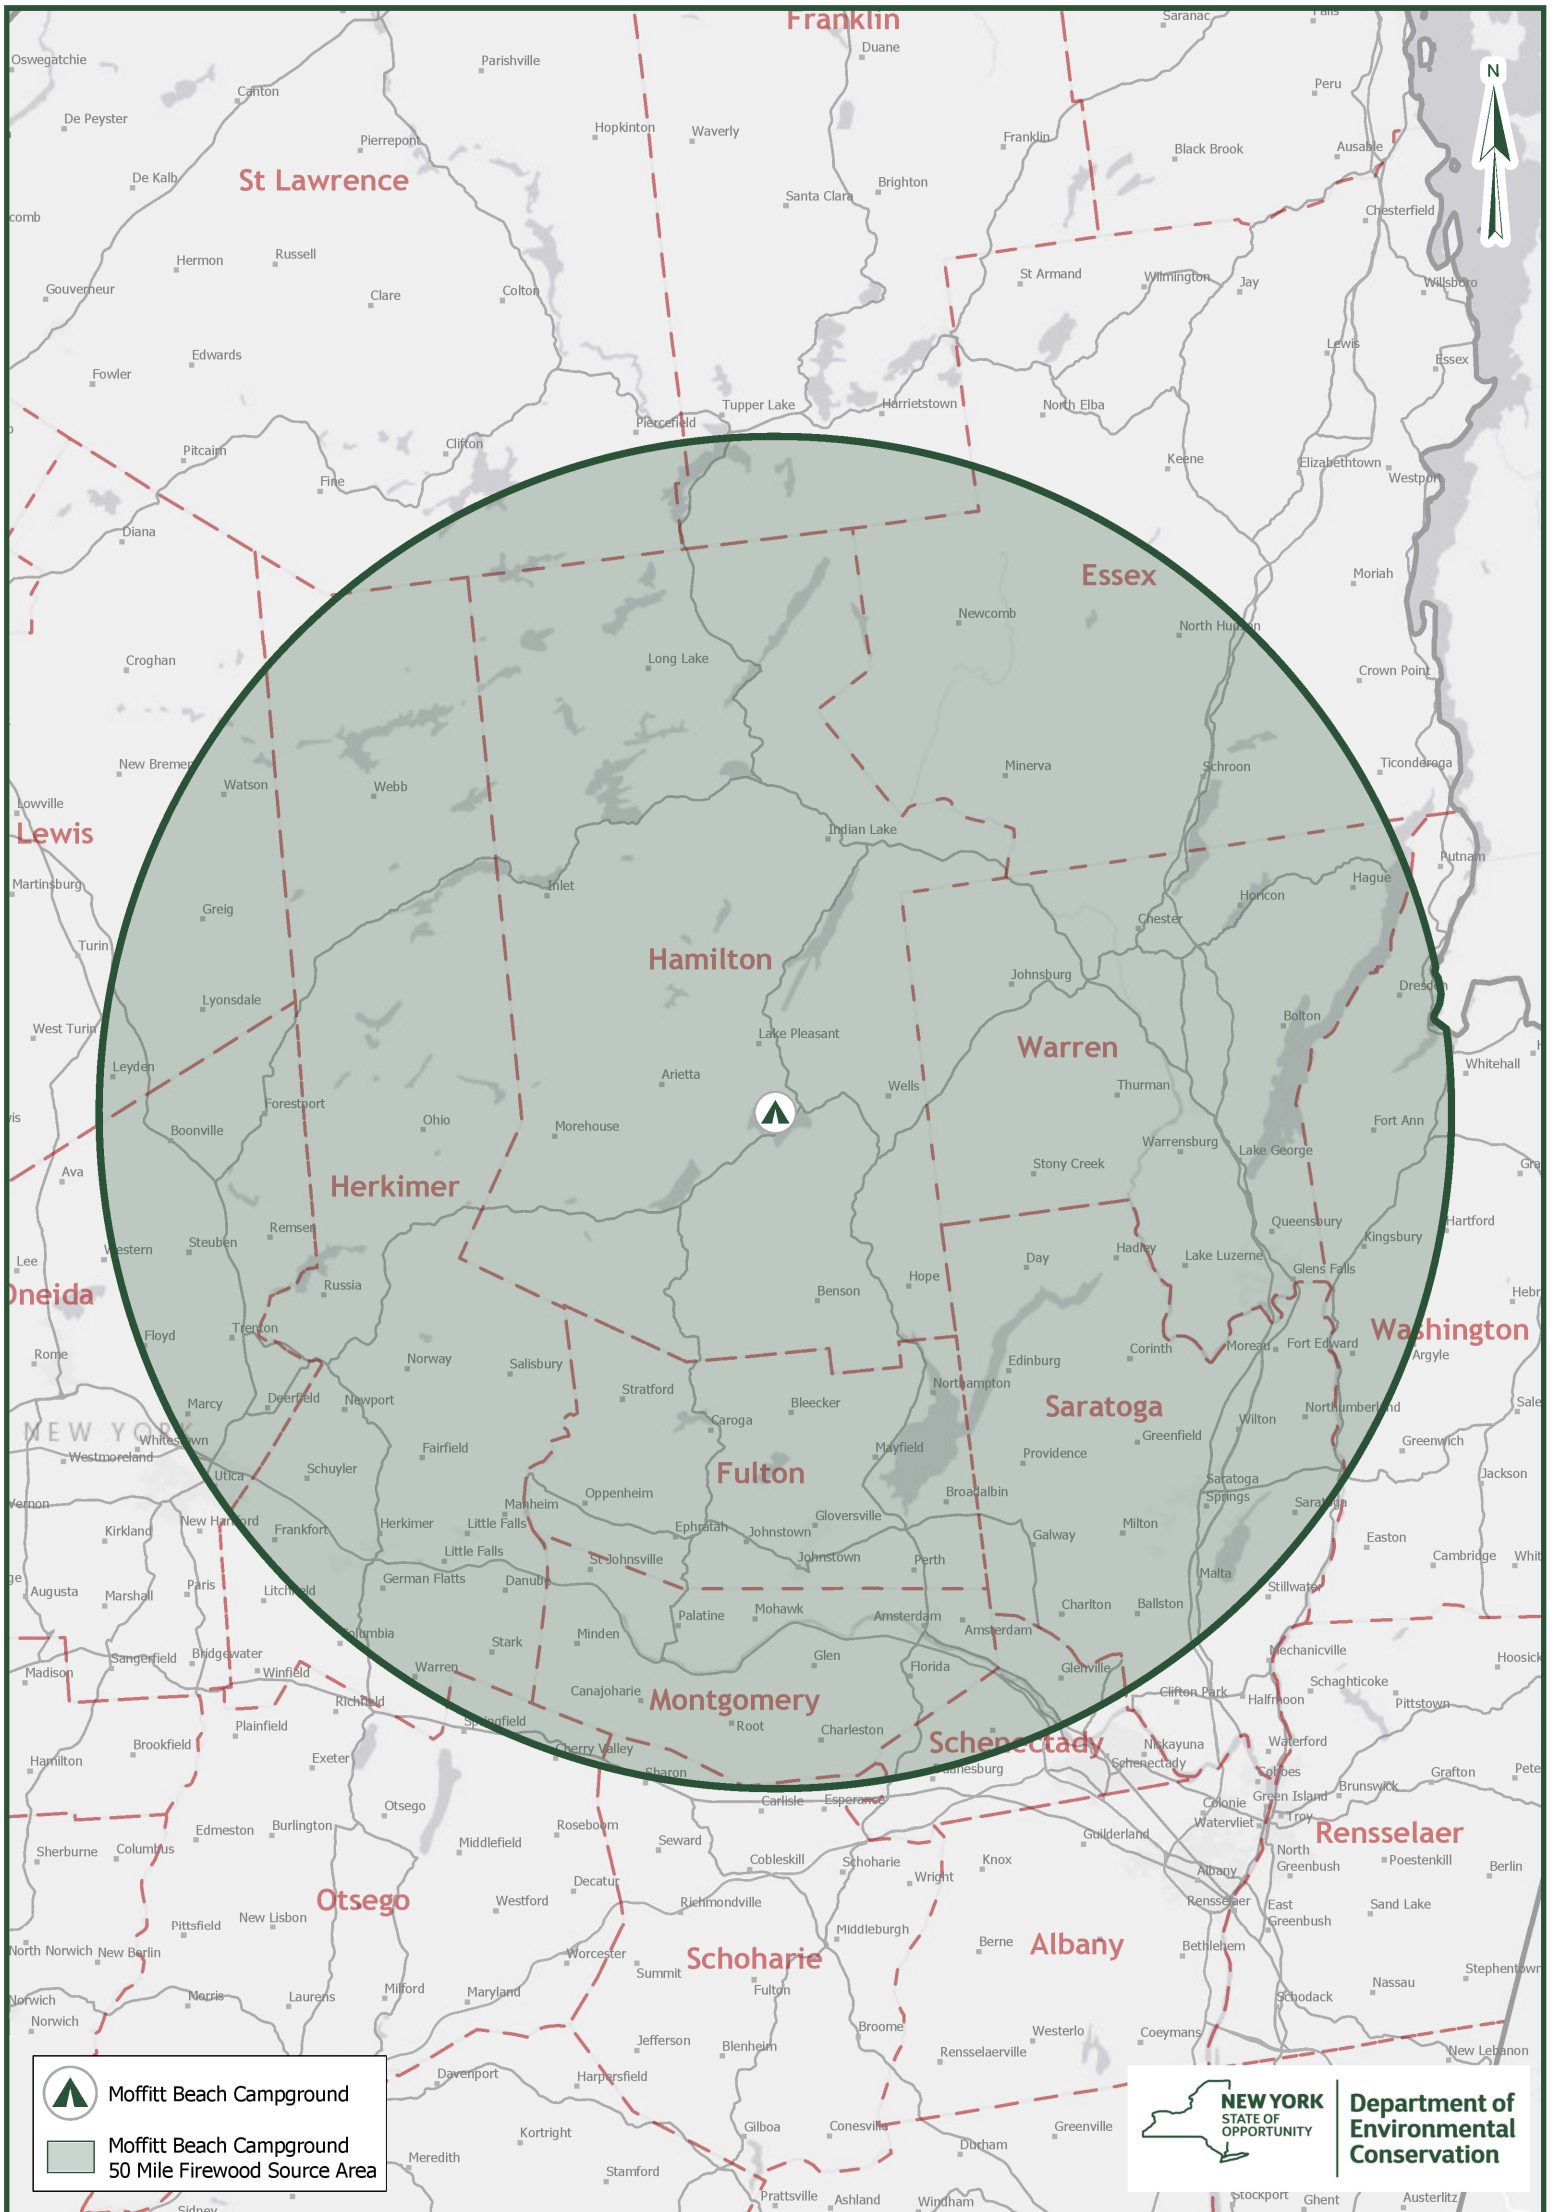 Franklin
Saranac
Falls
Duane
Oswegatchie
Parishville
Peru
Canton
N
De Peyster
Hopkinton
Waverly
Franklin
Pierrepont
Black Brook
Ausable
De Kalb
St Lawrence
Santa Clara
Brighton
comb
Chesterfield
Hermon
Russell
St Armand
Wilmington
Jay
Willsboro
Gouverneur
Clare
Colton
Lewis
Edwards
Essex
Fowler
Tupper Lake
Harrietstown
North Elba
Piercefield
Clifton
Pitcairn
Keene
Elizabethtown
Westport
Fine
Diana
Essex
Moriah
Newcomb
North Hudson
Croghan
Long Lake
Crown Point
New Bremen
Watson
Webb
Minerva
Schroon
Ticonderoga
Lowville
Lewis
Indian Lake
Putnam
Martinsburg
Inlet
Hague
Horicon
Greig
Chester
Turin
Hamilton
Johnsburg
Dresden
Lyonsdale
Bolton
West Turin
Lake Pleasant
Warren
Whitehall
Leyden
Arietta
Wells
Thurman
Forestport
Ohio
Morehouse
Fort Ann
Boonville
Warrensburg
Lake George
Ava
Stony Creek
Gra
Herkimer
Remsen
Queensbury
Hartford
Western
Steuben
Kingsbury
Lee
Day
Hadley
Lake Luzerne
Glens Falls
Oneida
Russia
Benson
Hope
Hebr
Floyd
Trenton
Washington
Rome
Norway
Salisbury
Edinburg
Corinth
Moreau
Fort Edward
Argyle
Stratford
Northampton
Marcy
Deerfield
Newport
Bleecker
Saratoga
Northumberland
Sale
NEW YORK
Caroga
Wilton
Whitestown
Westmoreland
Fairfield
Mayfield
Greenfield
Greenwich
Utica
Schuyler
Fulton
Providence
Saratoga
Springs
Jackson
Vernon
Manheim
Oppenheim
Broadalbin
Saratoga
New Hartford
Kirkland
Frankfort
Herkimer
Little Falls
Ephratah
Johnstown
Gloversville
Galway
Milton
Easton
Little Falls
St Johnsville
Johnstown
Perth
Cambridge
Whit
Augusta
Marshall
Paris
Litchfield
German Flatts
Danube
Malta
Stillwater
Palatine
Mohawk
Amsterdam
Charlton
Ballston
Columbia
Stark
Minden
Amsterdam
Madison
Sangerfield
Bridgewater
Winfield
Warren
Glen
Florida
Glenville
Mechanicville
Hoosick
Schaghticoke
Richfield
Canajoharie
Montgomery
Clifton Park
Halfmoon
Pittstown
Plainfield
Springfield
Root
Charleston
Schenectady
Niskayuna
Waterford
Brookfield
Exeter
Cherry Valley
Schenectady
Hamilton
Sharon
Duanesburg
Cohoes
Grafton
Pete
Otsego
Carlisle
Esperance
Colonie
Green Island
Brunswick
Edmeston
Burlington
Roseboom
Watervliet
Troy
Rensselaer
Sherburne
Columbus
Middlefield
Seward
Guilderland
North
Greenbush
Cobleskill
Schoharie
Knox
Poestenkill
Berlin
Wright
Albany
Otsego
Decatur
Westford
Richmondville
Rensselaer
East
Greenbush
Sand Lake
Pittsfield
New Lisbon
Middleburgh
Berne
Albany
Bethlehem
North Norwich
New Berlin
Worcester
Summit
Schoharie
Stephentown
Norwich
Morris
Laurens
Milford
Maryland
Fulton
Nassau
Schodack
Norwich
Jefferson
Blenheim
Broome
Westerlo
Coeymans
Rensselaerville
New Lebanon
Davenport
Harpersfield
Moffitt Beach Campground
Moffitt Beach Campground
50 Mile Firewood Source Area
Kortright
Gilboa
Conesville
Greenville
Meredith
Stamford
Durham
NEW YORK
STATE OF
OPPORTUNITY
Department of
Environmental
Conservation
Sidney
Prattsville
Ashland
Windham
Stockport
Ghent
Austerlitz